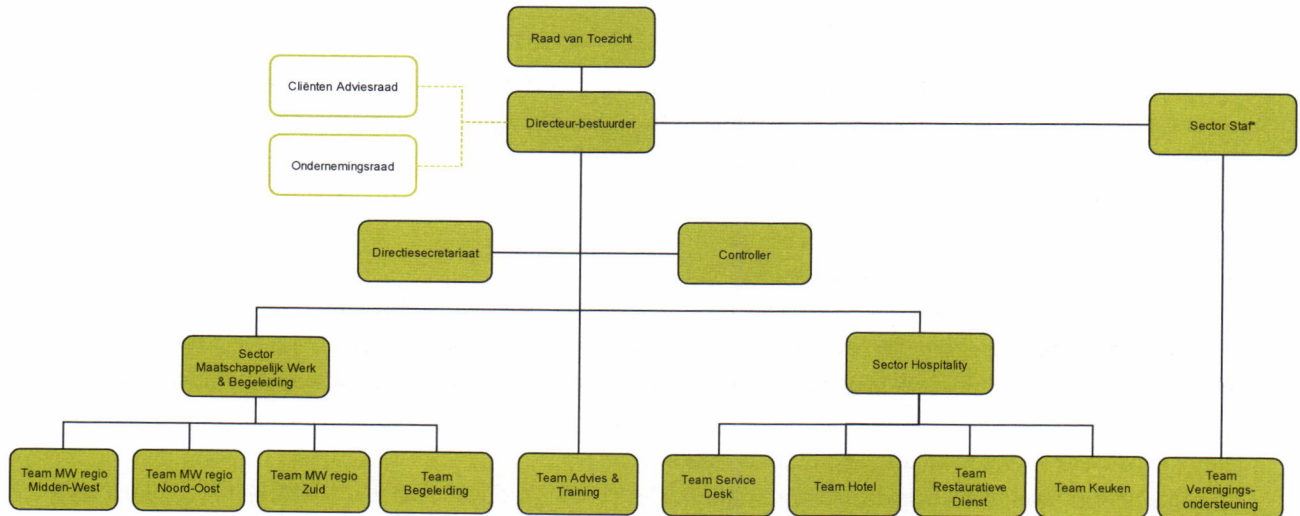 Raad van Toezicht
Cliënten Adviesraad
Directeur-bestuurder
Sector Staf*
Ondernemingsraad
Directiesecretariaat
Controller
Sector
Maatschappelijk Werk
& Begeleiding
Sector Hospitality
Team MW regio
Midden-West
Team MW regio
Noord-Oost
Team MW regio
Zuid
Team
Begeleiding
Team Advies &
Training
Team Service
Desk
Team Hotel
Team
Restauratieve
Dienst
Team Keuken
Team
Verenigings-
ondersteuning